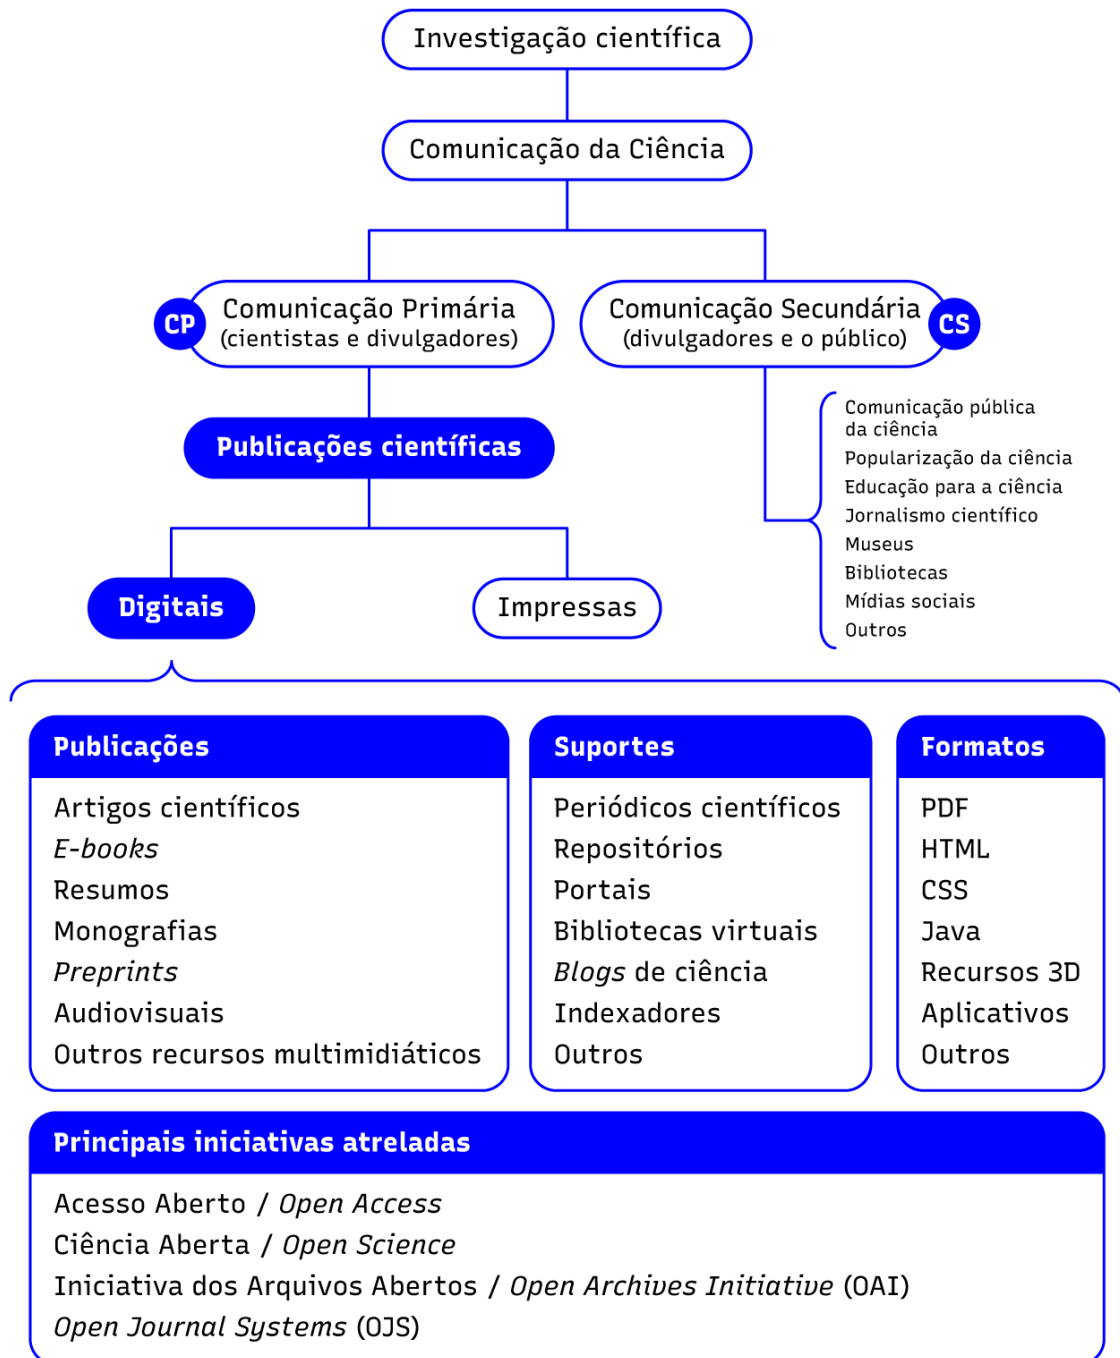 Investigação científica
Comunicação da Ciência
CP
Comunicação Primária
(cientistas e divulgadores)
Comunicação Secundária
(divulgadores e o público)
CS
Publicações científicas
Digitais
Impressas
Comunicação pública
da ciência
Popularização da ciência
Educação para a ciência
Jornalismo científico
Museus
Bibliotecas
Mídias sociais
Outros
Publicações
Artigos científicos
E-books
Resumos
Monografias
Preprints
Audiovisuais
Outros recursos multimidiáticos
Suportes
Periódicos científicos
Repositórios
Portais
Bibliotecas virtuais
Blogs de ciência
Indexadores
Outros
Formatos
PDF
HTML
CSS
Java
Recursos 3D
Aplicativos
Outros
Principais iniciativas atreladas
Acesso Aberto / Open Access
Ciência Aberta / Open Science
Iniciativa dos Arquivos Abertos / Open Archives Initiative (OAI)
Open Journal Systems (OJS)